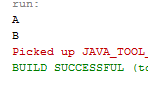 run:
A
B
Picked up JAVA_TOOL_
BUILD SUCCESSFUL (to